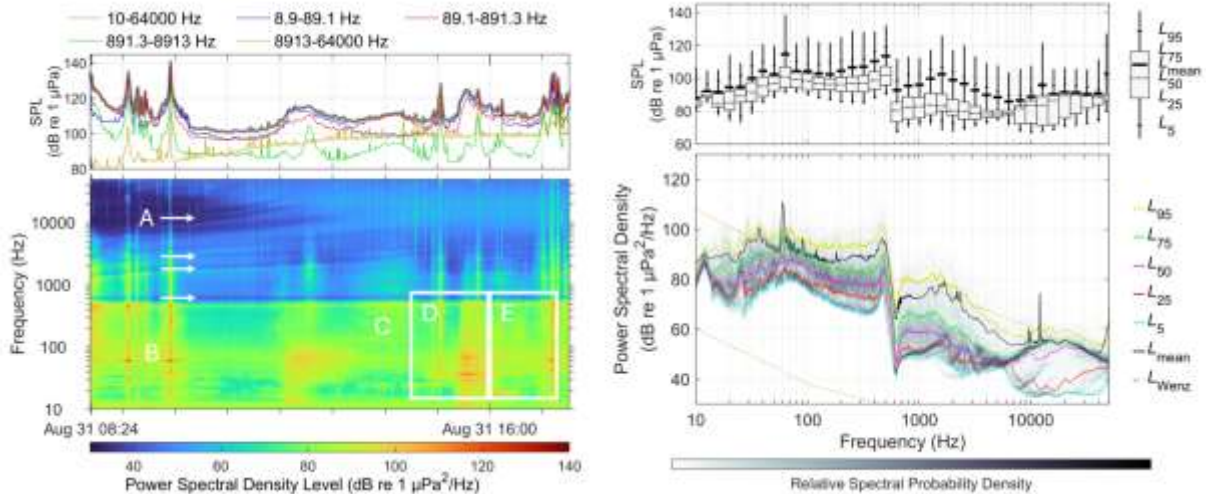 10-64000 Hz 8.9-89.1 Hz 89.1-891.3 Hz
891.3-8913 Hz 8913-64000 Hz
SPL
(dB re 1 µPa)
140
120
100
80
Frequency (Hz)
10000
1000
100
10
A
B
C
D
E
Aug 31 08:24 Aug 31 16:00
40 60 80 100 120 140
Power Spectral Density Level (dB re 1 µPa²/Hz)
SPL
(dB re 1 µPa)
140
120
100
80
60
L95
L75
Lmean
L50
L25
L5
Power Spectral Density
(dB re 1 µPa²/Hz)
120
100
80
60
40
10 100 1000 10000
Frequency (Hz)
L95
L75
L50
L25
L5
Lmean
LWenz
Relative Spectral Probability Density